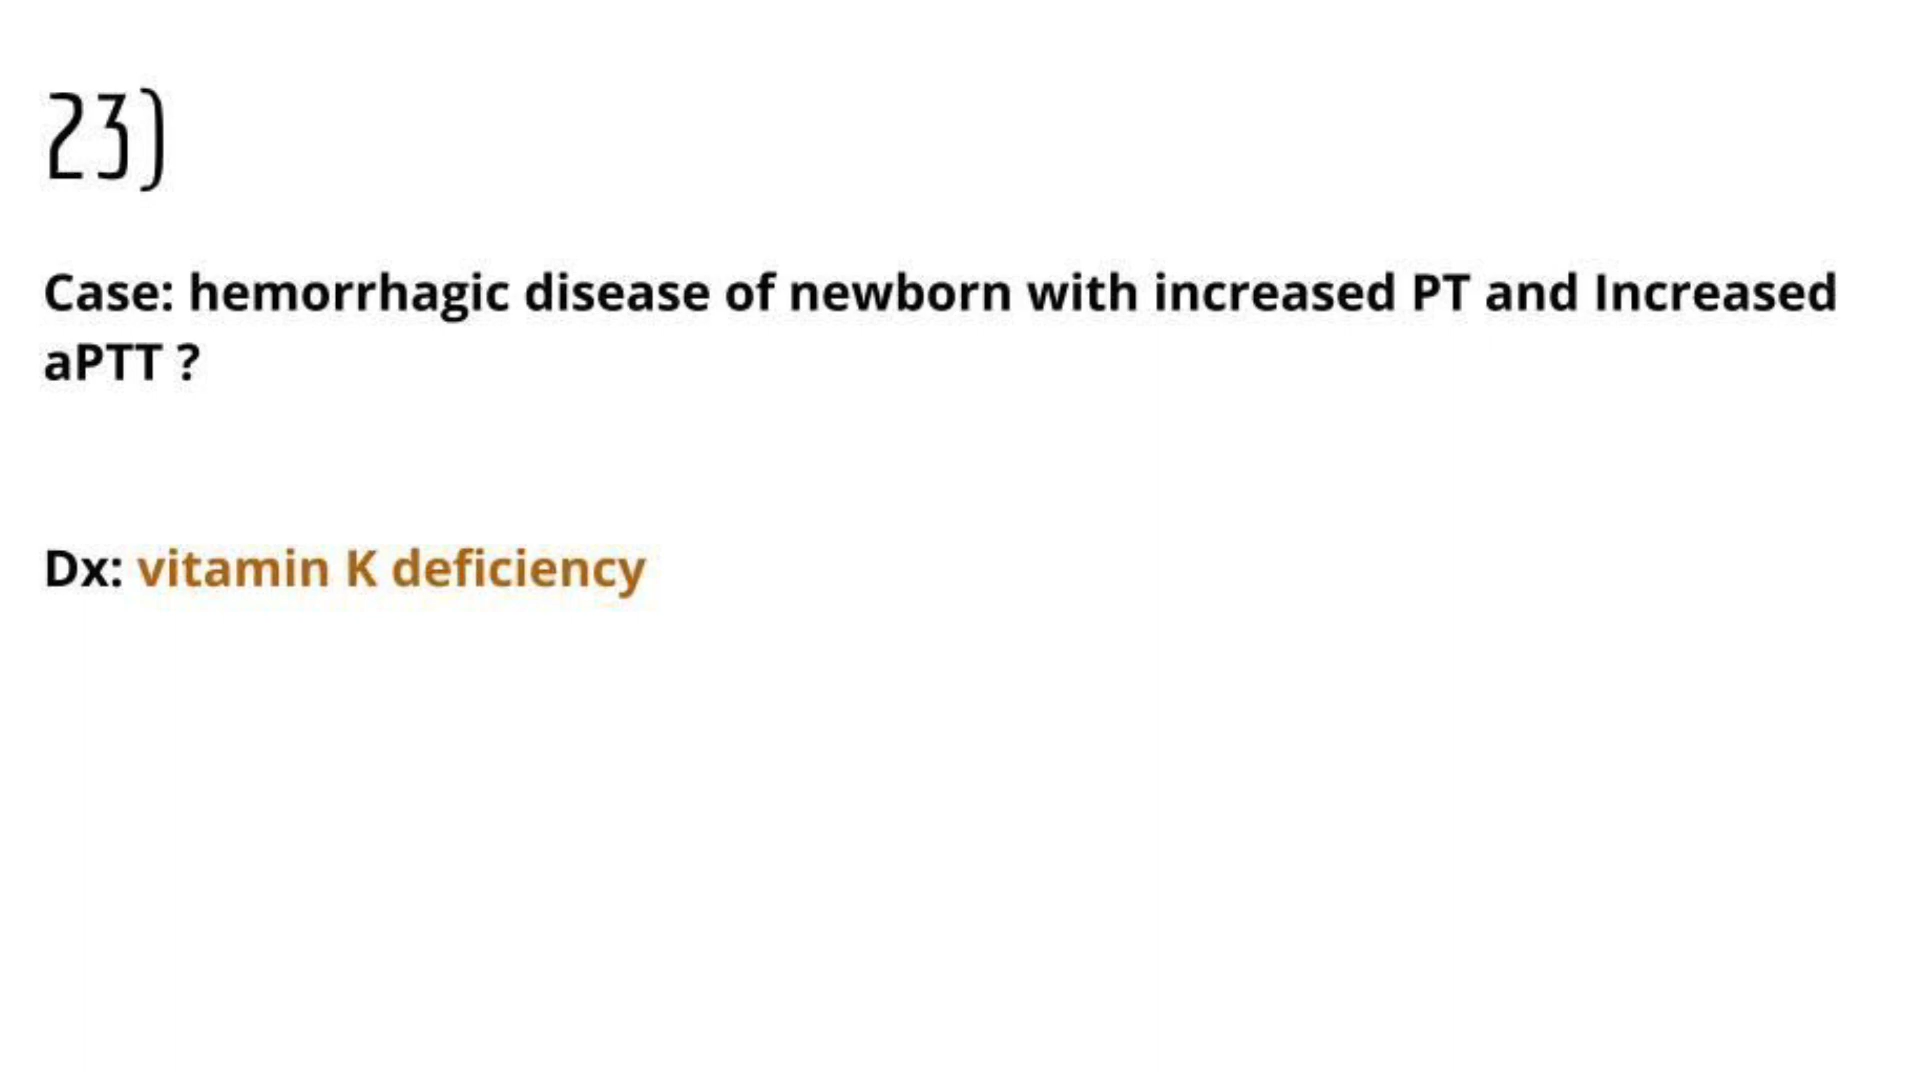 23)
Case: hemorrhagic disease of newborn with increased PT and Increased
aPTT ?
Dx: vitamin K deficiency